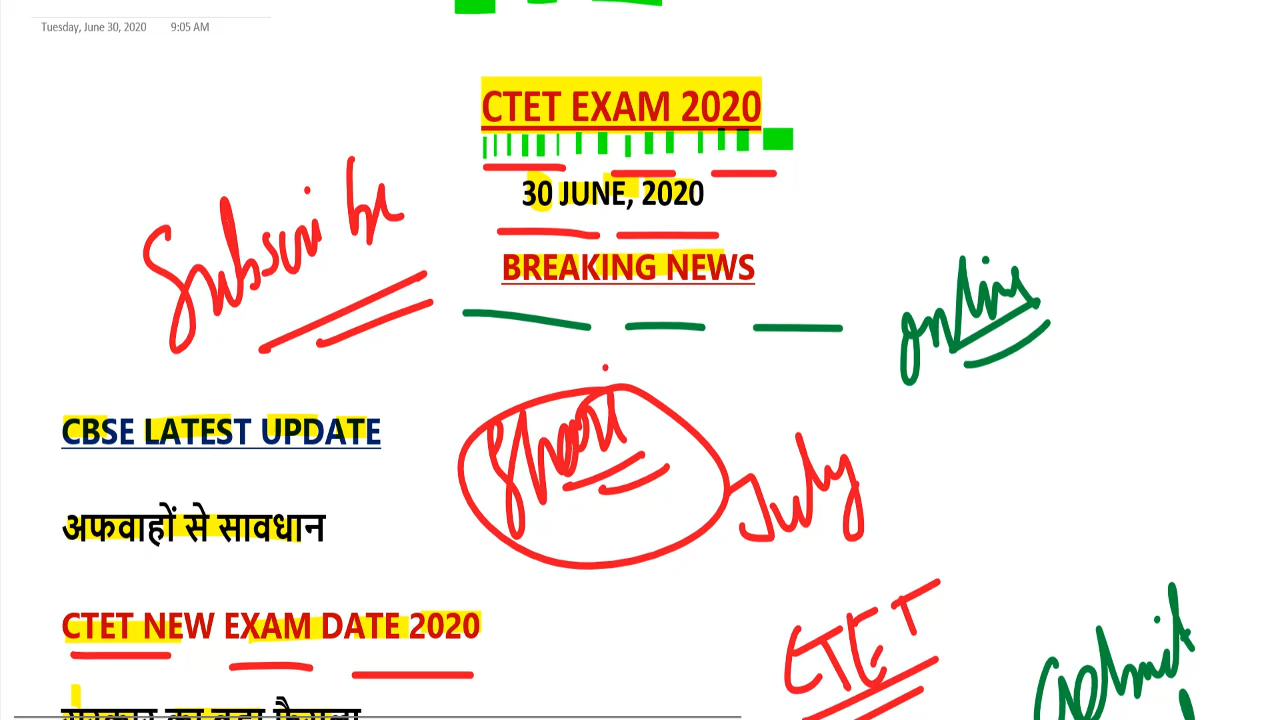 Tuesday, June 30, 2020 9:05 AM
CTET EXAM 2020
30 JUNE, 2020
Subscribe
BREAKING NEWS
online
CBSE LATEST UPDATE
July
अफवाहों से सावधान
CTET NEW EXAM DATE 2020
CTET
Admit